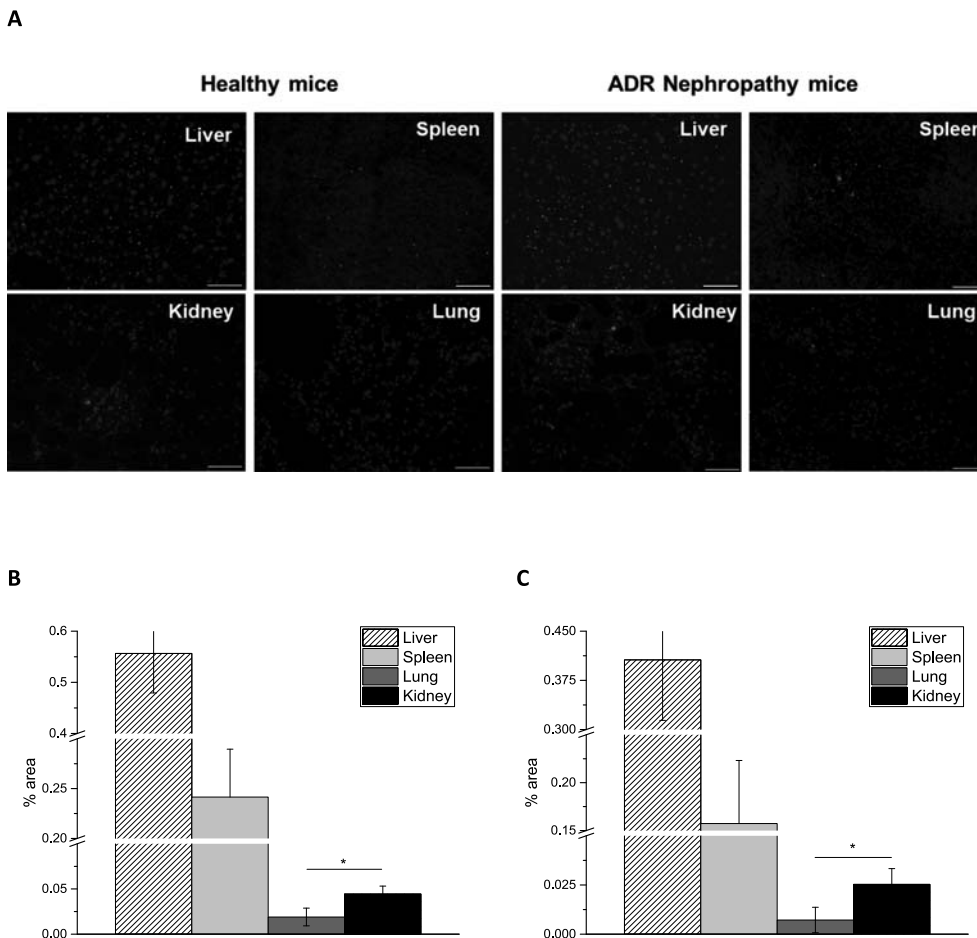 A
Healthy mice
ADR Nephropathy mice
Liver
Spleen
Liver
Spleen
Kidney
Lung
Kidney
Lung
B
% area
0.6
0.5
0.4
0.25
0.20
0.05
0.00
*
Liver
Spleen
Lung
Kidney
C
% area
0.450
0.375
0.300
0.20
0.15
0.025
0.000
*
Liver
Spleen
Lung
Kidney